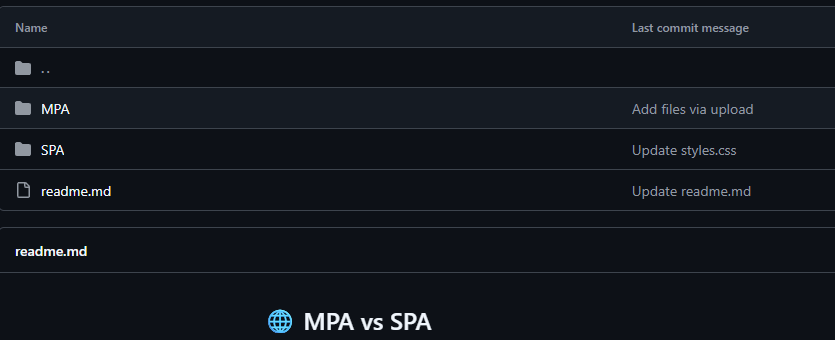 Name Last commit message
..
MPA Add files via upload
SPA Update styles.css
readme.md Update readme.md
readme.md
🌐 MPA vs SPA